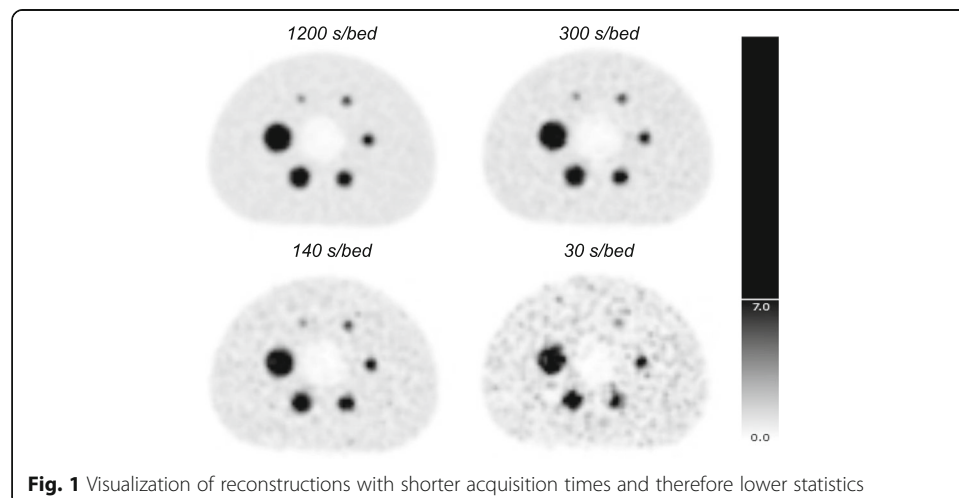 1200 s/bed
300 s/bed
140 s/bed
30 s/bed
7.0
0.0
Fig. 1 Visualization of reconstructions with shorter acquisition times and therefore lower statistics